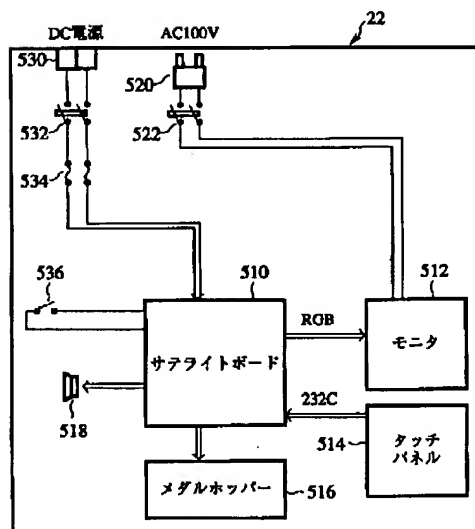 DC電源
AC100V
22
530
520
532
522
534
536
510
512
RGB
サテライトボード
モニタ
518
232C
514
タッチ
パネル
メダルホッパー
516